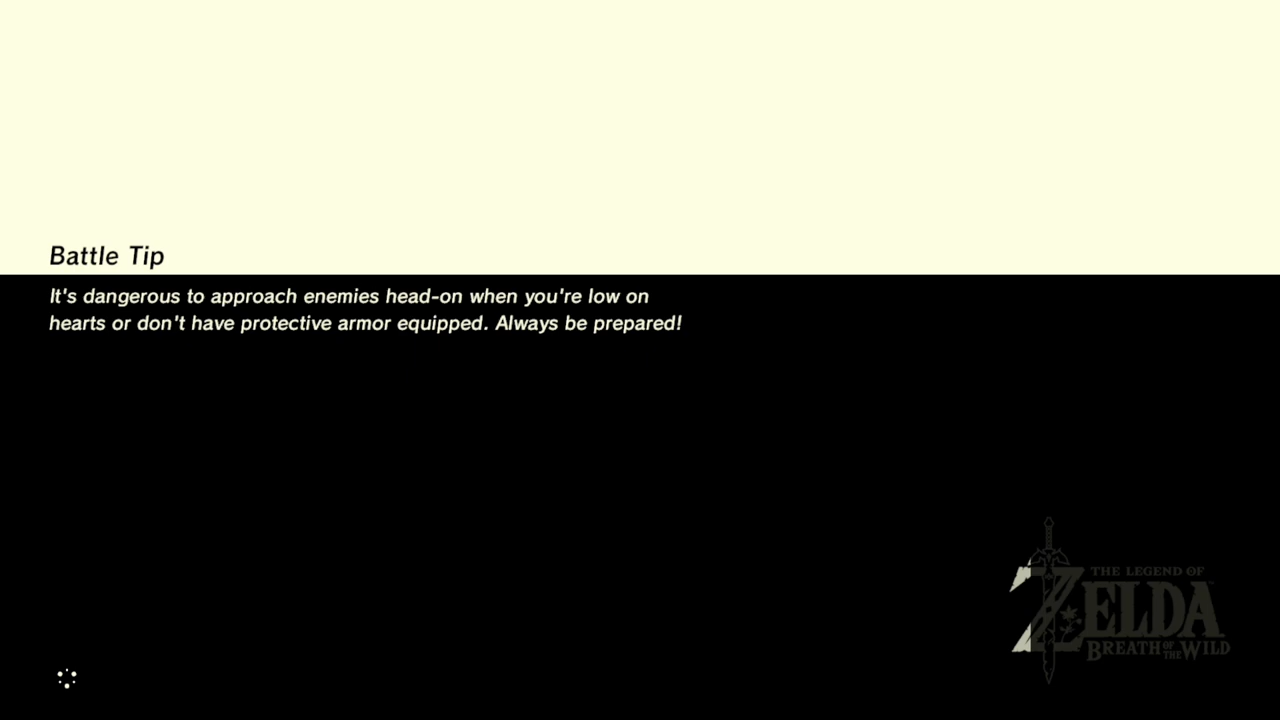 Battle Tip
It's dangerous to approach enemies head-on when you're low on
hearts or don't have protective armor equipped. Always be prepared!
THE LEGEND OF
ZELDA
BREATH OF THE WILD